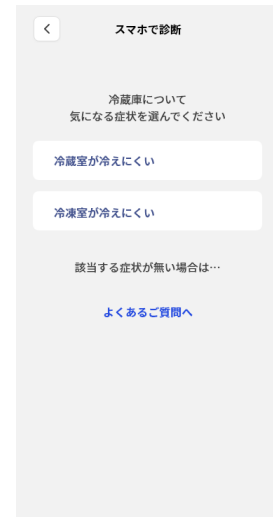 スマホで診断
冷蔵庫について
気になる症状を選んでください
冷蔵室が冷えにくい
冷凍室が冷えにくい
該当する症状が無い場合は…
よくあるご質問へ